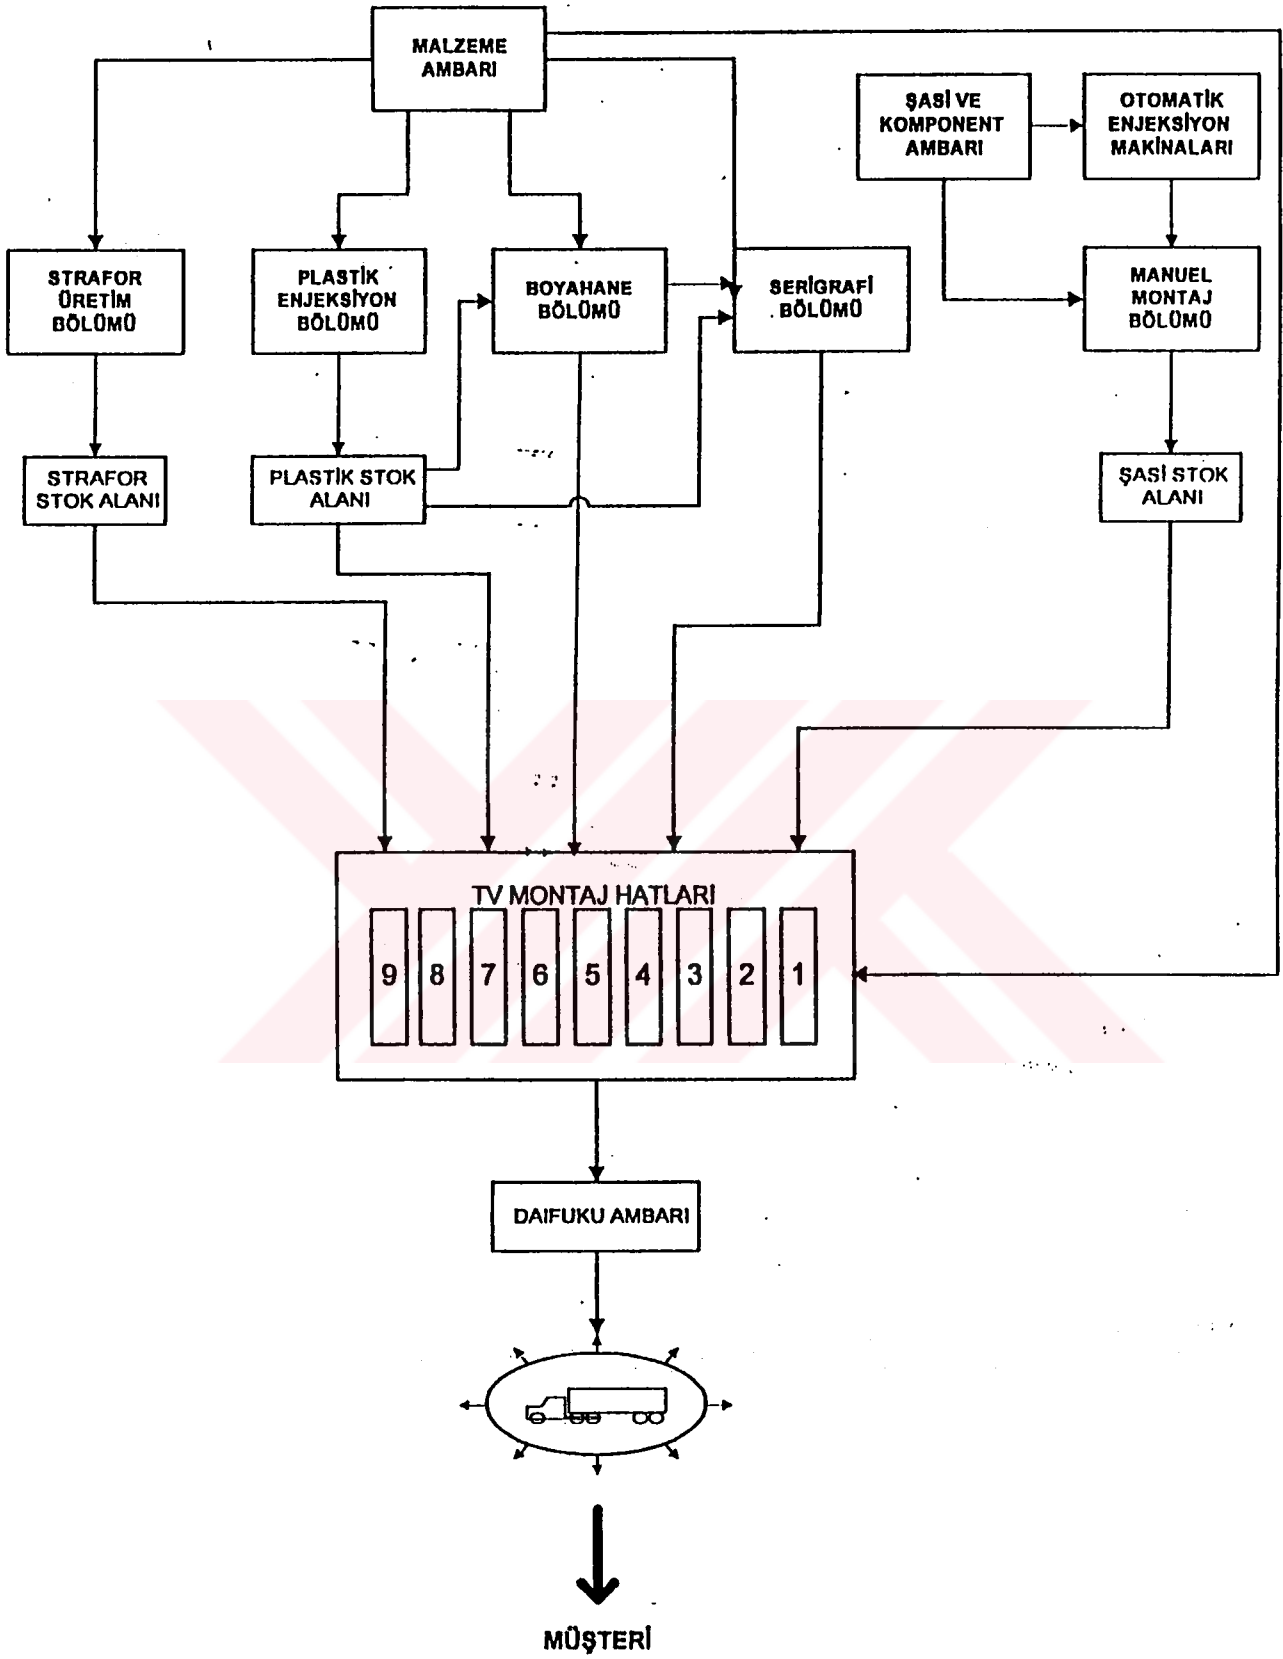 MALZEME
AMBARI
ŞASİ VE
KOMPONENT
AMBARI
OTOMATİK
ENJEKSİYON
MAKİNALARI
STRAFOR
ÜRETİM
BÖLÜMÜ
PLASTİK
ENJEKSİYON
BÖLÜMÜ
BOYAHANE
BÖLÜMÜ
SERİGRAFİ
BÖLÜMÜ
MANUEL
MONTAJ
BÖLÜMÜ
STRAFOR
STOK ALANI
PLASTİK STOK
ALANI
ŞASİ STOK
ALANI
TV MONTAJ HATLARI
9 8 7 6 5 4 3 2 1
DAIFUKU AMBARI
MÜŞTERİ